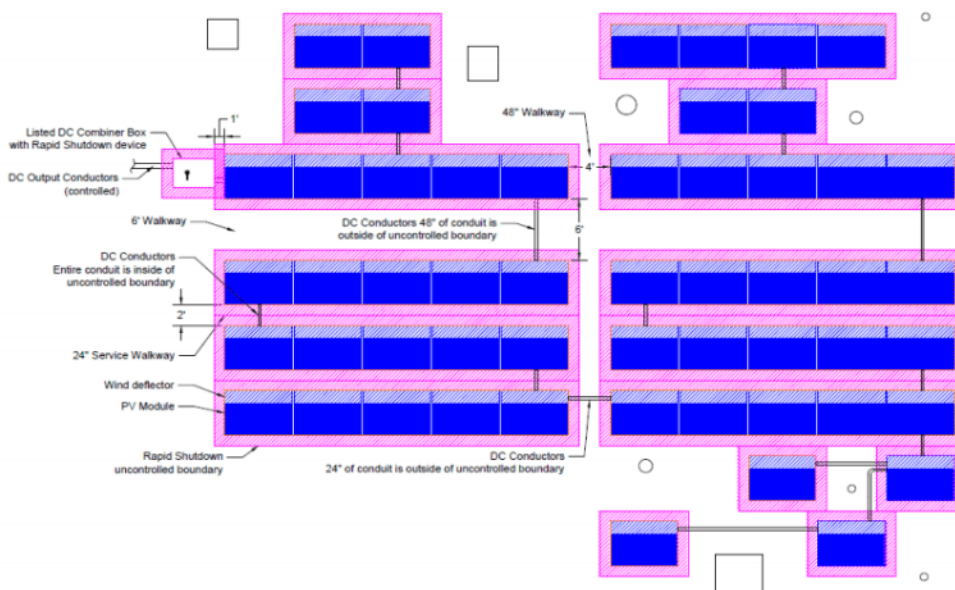 1'
48" Walkway
Listed DC Combiner Box
with Rapid Shutdown device
4'
DC Output Conductors
(controlled)
6' Walkway
DC Conductors 48" of conduit is
outside of uncontrolled boundary
6'
DC Conductors
Entire conduit is inside of
uncontrolled boundary
2'
24" Service Walkway
Wind deflector
PV Module
Rapid Shutdown
uncontrolled boundary
DC Conductors
24" of conduit is outside of uncontrolled boundary